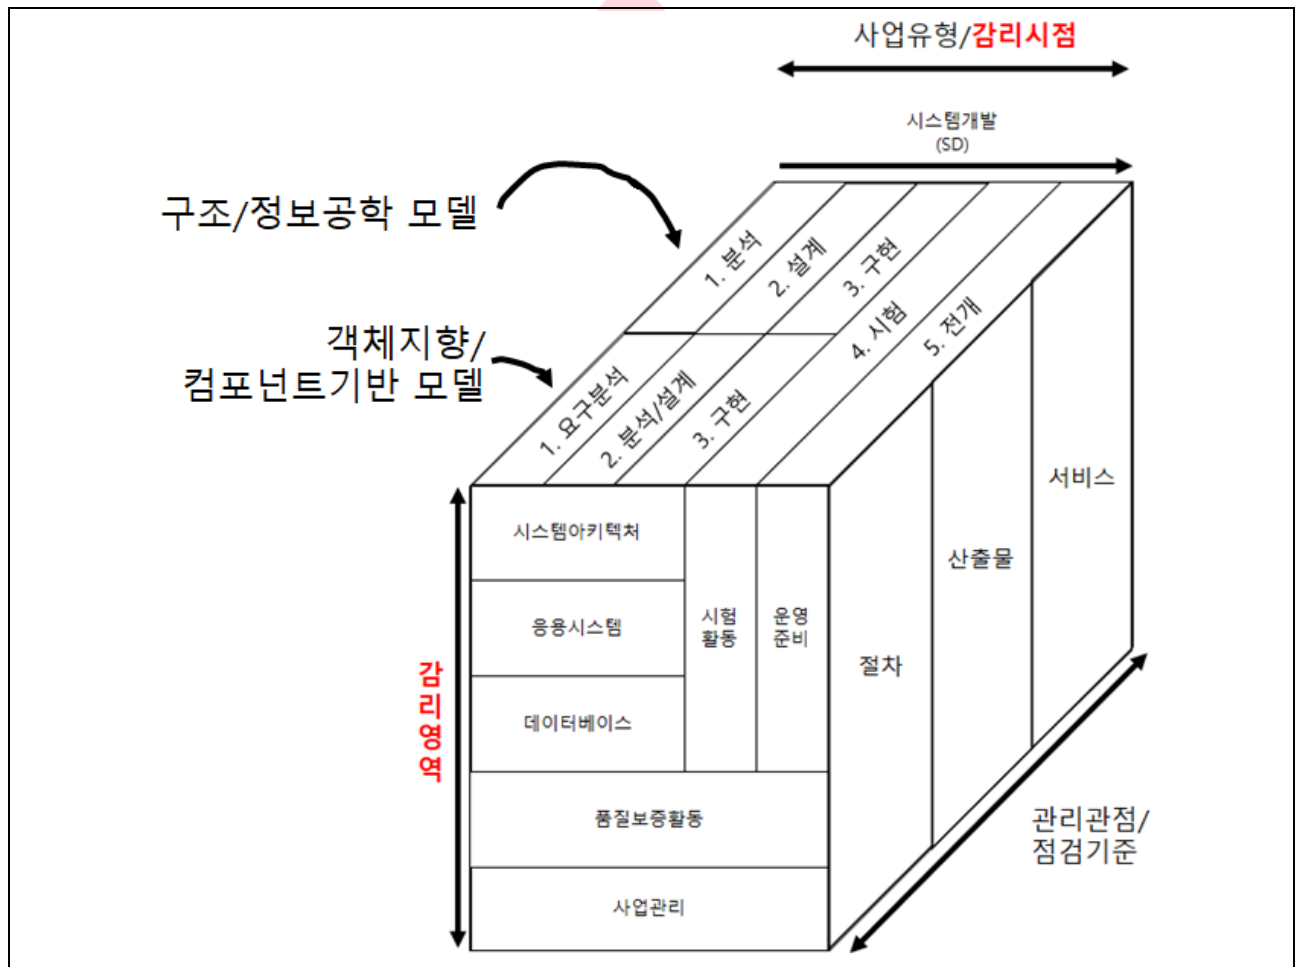 사업유형/감리시점
시스템개발
(SD)
구조/정보공학 모델
1. 분석
2. 설계
3. 구현
4. 시험
5. 전개
객체지향/
컴포넌트기반 모델
1. 요구분석
2. 분석/설계
3. 구현
시스템아키텍처
응용시스템
데이터베이스
시험
활동
운영
준비
품질보증활동
사업관리
감
리
영
역
절차
산출물
서비스
관리관점/
점검기준